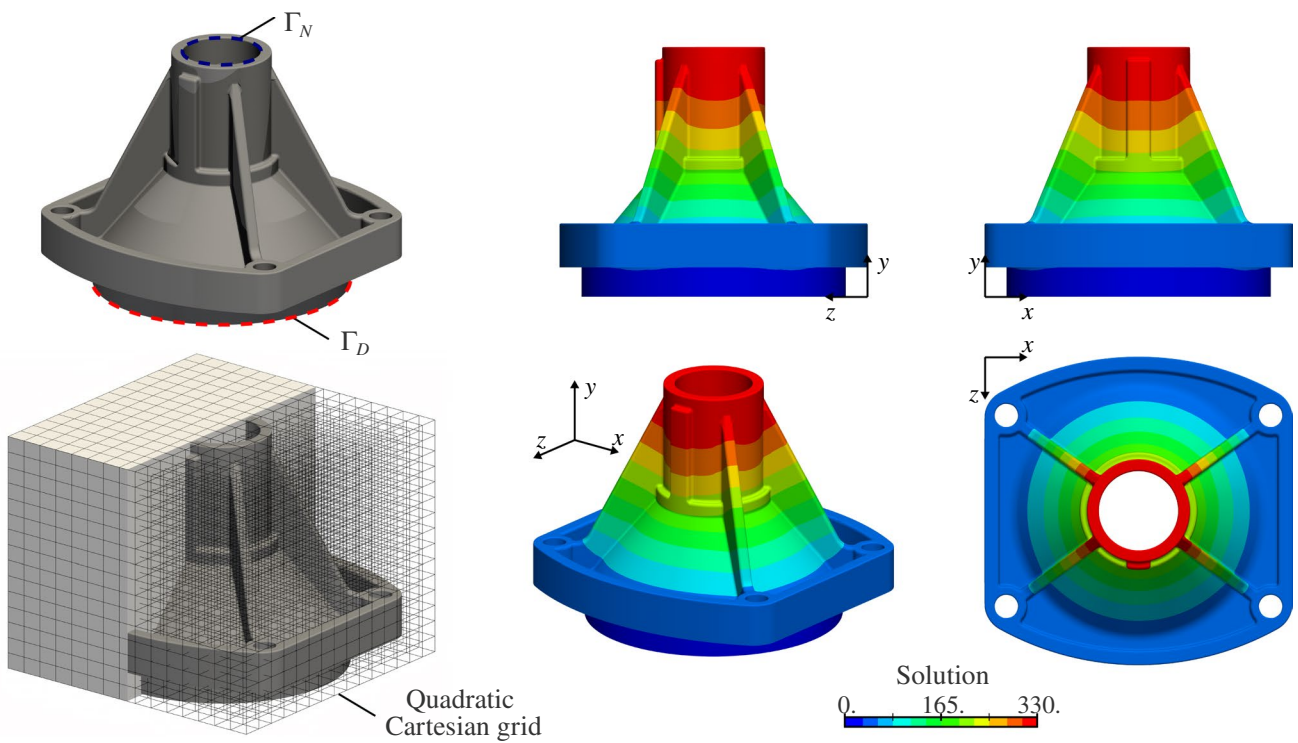 Γ_N
Γ_D
y
z
y
x
y
z
x
x
z
Quadratic
Cartesian grid
Solution
0. 165. 330.